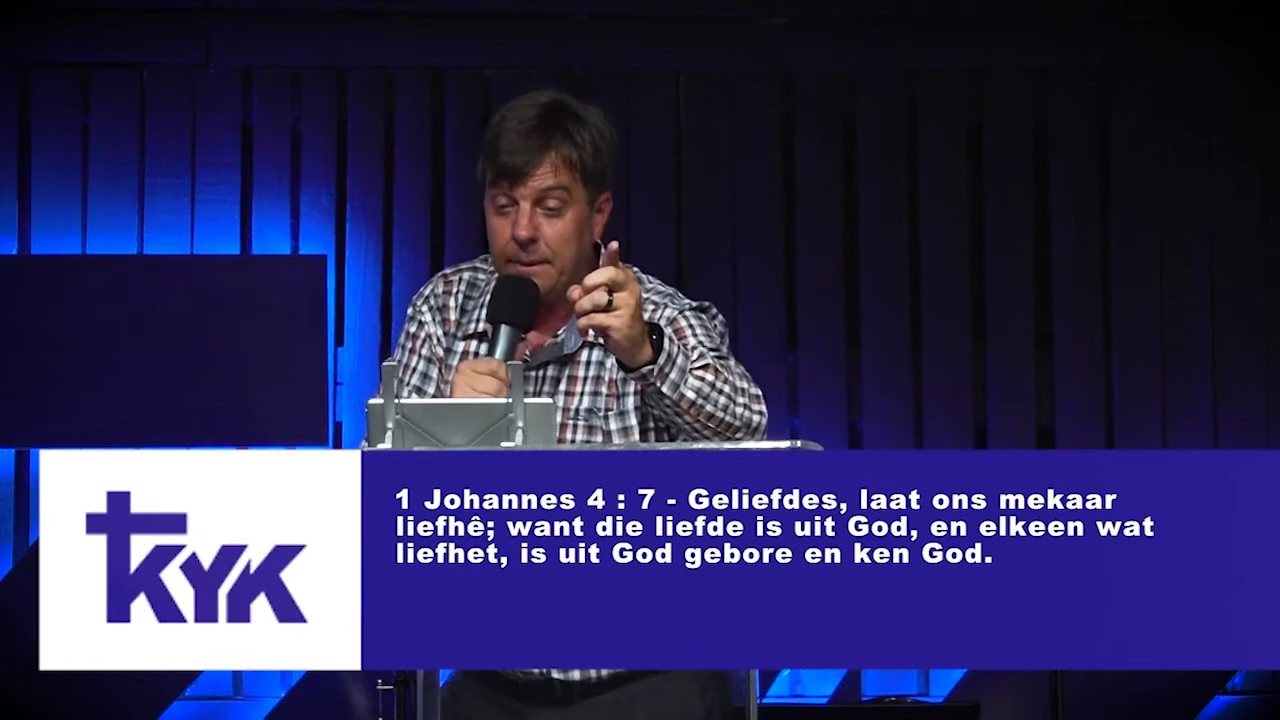 KYK
1 Johannes 4 : 7 - Geliefdes, laat ons mekaar
liefhê; want die liefde is uit God, en elkeen wat
liefhet, is uit God gebore en ken God.